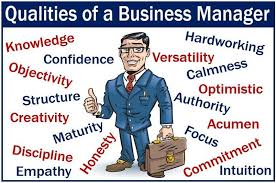 Qualities of a Business Manager
Knowledge
Hardworking
Confidence
Versatility
Objectivity
Calmness
Structure
Optimistic
Authority
Creativity
Maturity
Acumen
Focus
Discipline
Honesty
Commitment
Empathy
Intuition